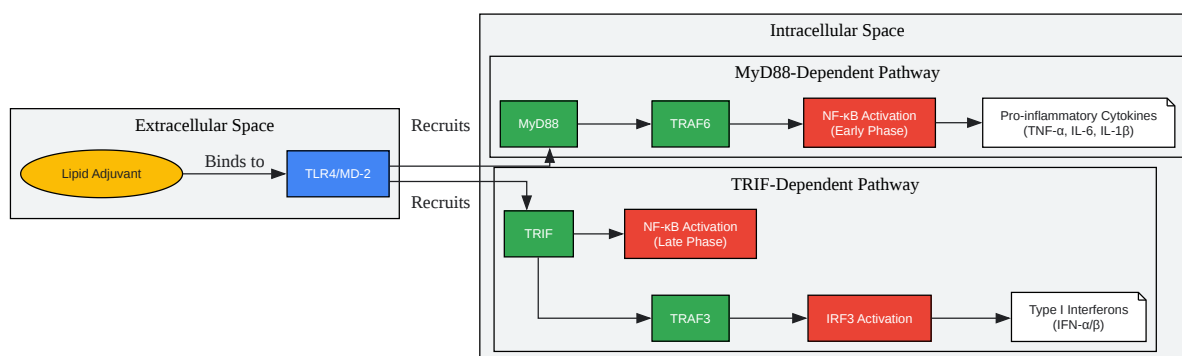 Intracellular Space
MyD88-Dependent Pathway
MyD88
TRAF6
NF-κB Activation
(Early Phase)
Pro-inflammatory Cytokines
(TNF-α, IL-6, IL-1β)
Extracellular Space
Lipid Adjuvant
Binds to
TLR4/MD-2
Recruits
Recruits
TRIF-Dependent Pathway
TRIF
NF-κB Activation
(Late Phase)
TRAF3
IRF3 Activation
Type I Interferons
(IFN-α/β)